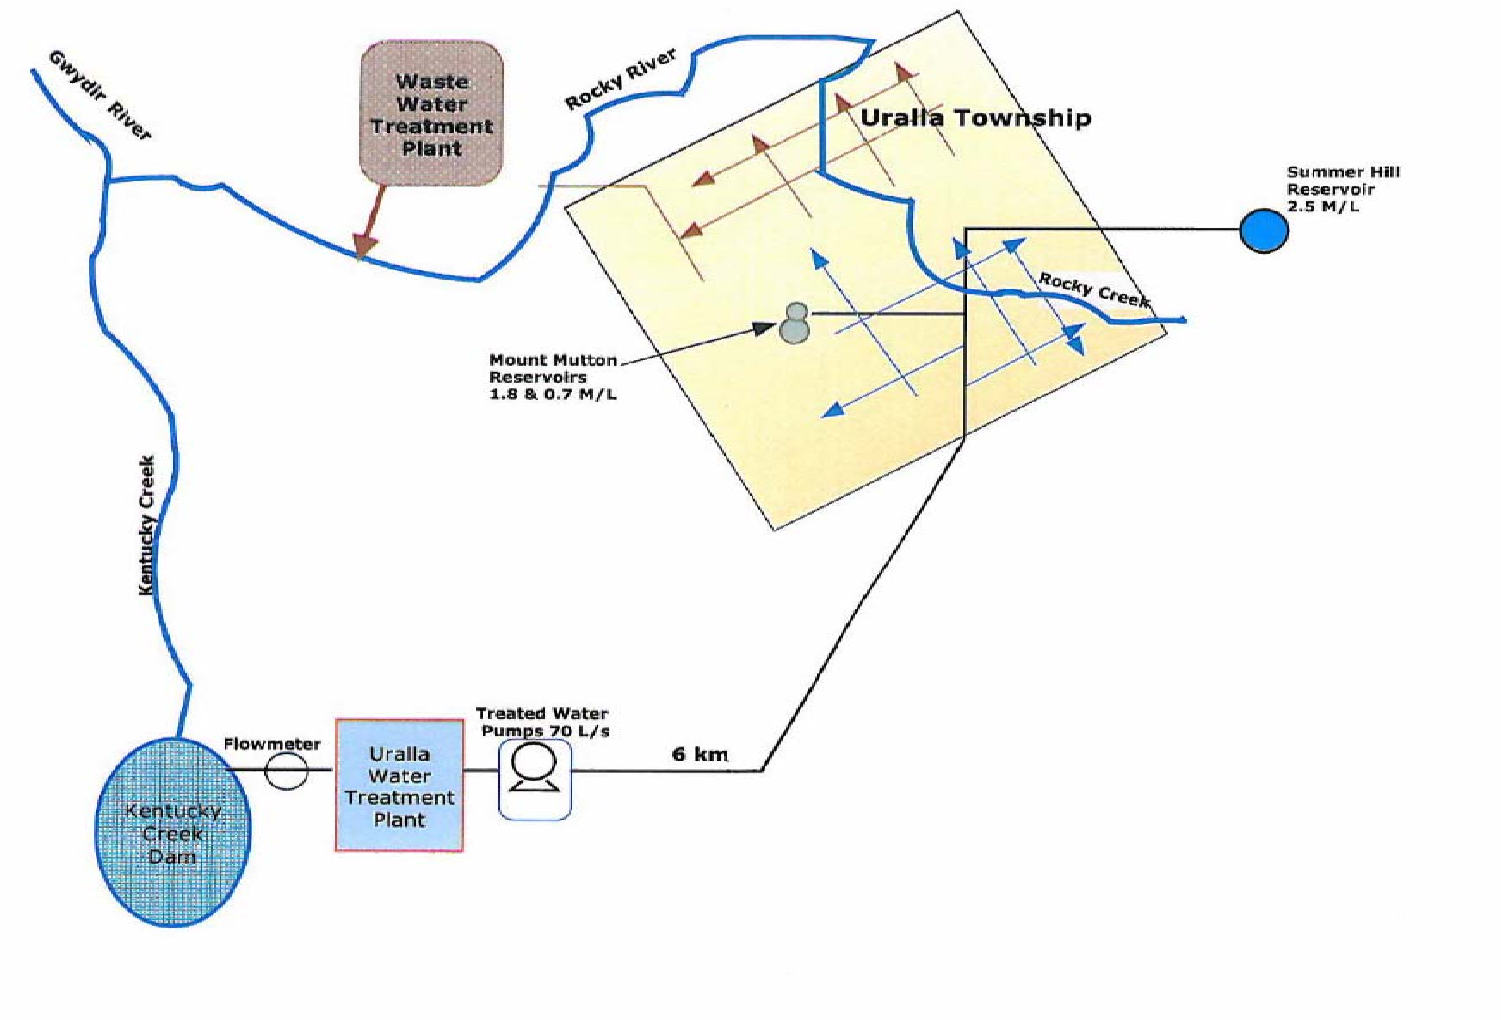 Gwydir River
Waste
Water
Treatment
Plant
Rocky River
Uralla Township
Summer Hill
Reservoir
2.5 M/L
Rocky Creek
Mount Mutton
Reservoirs
1.8 & 0.7 M/L
Kentucky Creek
Treated Water
Pumps 70 L/s
Flowmeter
6 km
Uralla
Water
Treatment
Plant
Kentucky
Creek
Dam